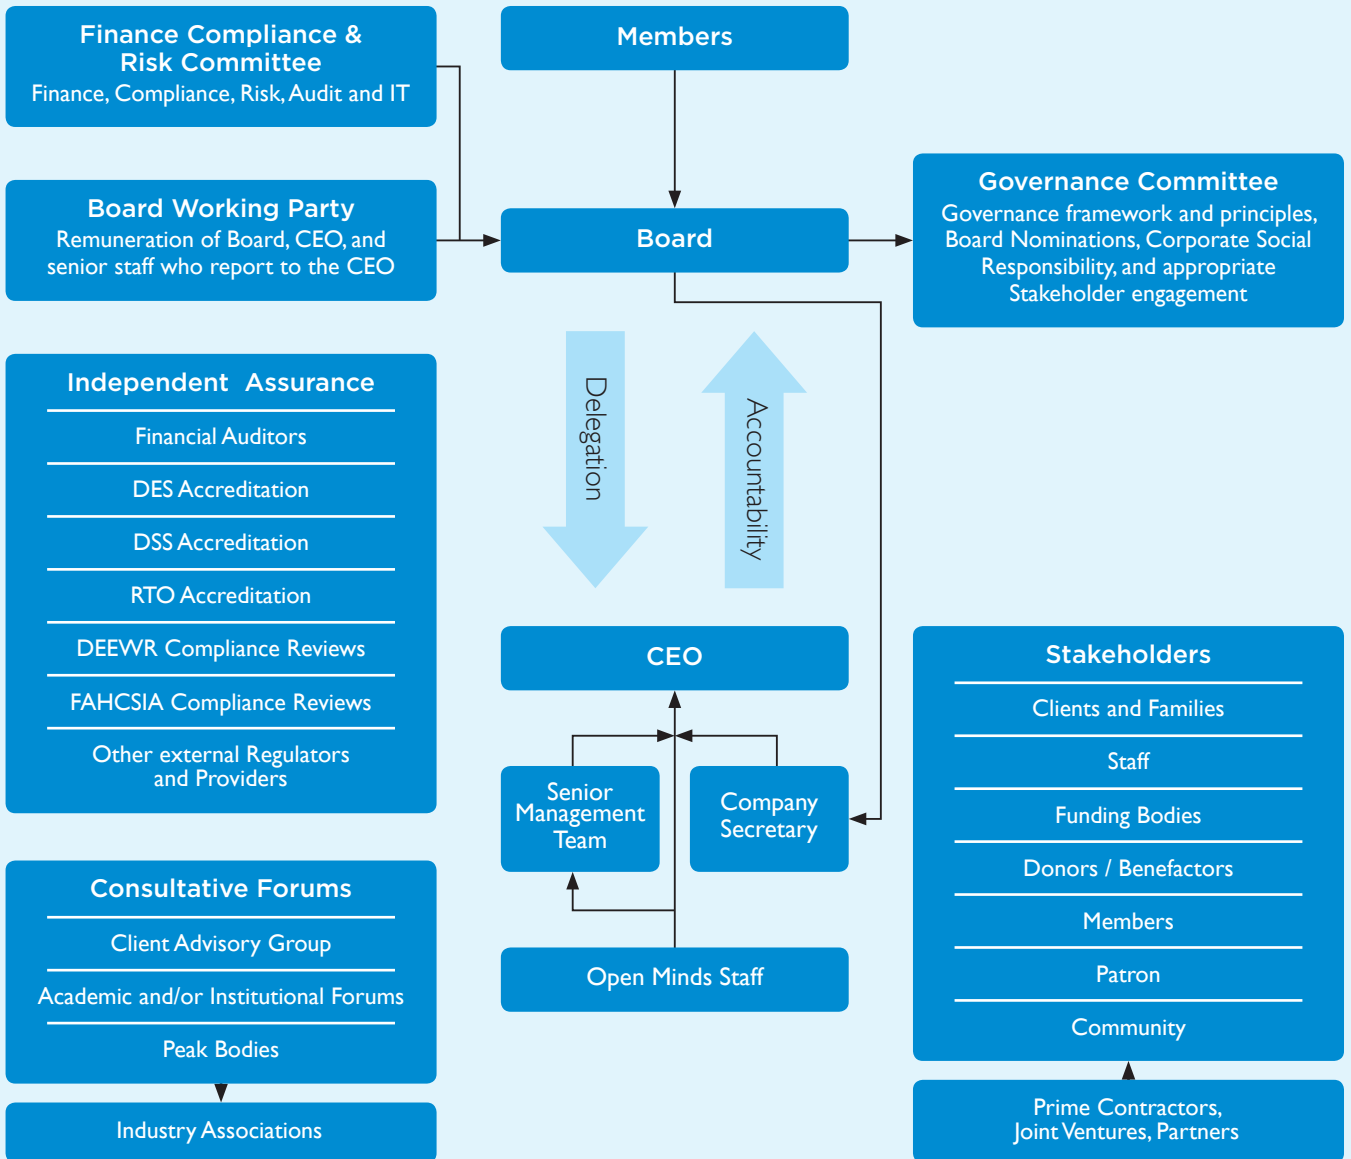 Finance Compliance &
Risk Committee
Finance, Compliance, Risk, Audit and IT
Members
Board Working Party
Remuneration of Board, CEO, and
senior staff who report to the CEO
Board
Governance Committee
Governance framework and principles,
Board Nominations, Corporate Social
Responsibility, and appropriate
Stakeholder engagement
Independent Assurance
Financial Auditors
DES Accreditation
DSS Accreditation
RTO Accreditation
DEEWR Compliance Reviews
FAHCSIA Compliance Reviews
Other external Regulators
and Providers
Delegation
Accountability
CEO
Senior
Management
Team
Company
Secretary
Open Minds Staff
Stakeholders
Clients and Families
Staff
Funding Bodies
Donors / Benefactors
Members
Patron
Community
Consultative Forums
Client Advisory Group
Academic and/or Institutional Forums
Peak Bodies
Industry Associations
Prime Contractors,
Joint Ventures, Partners